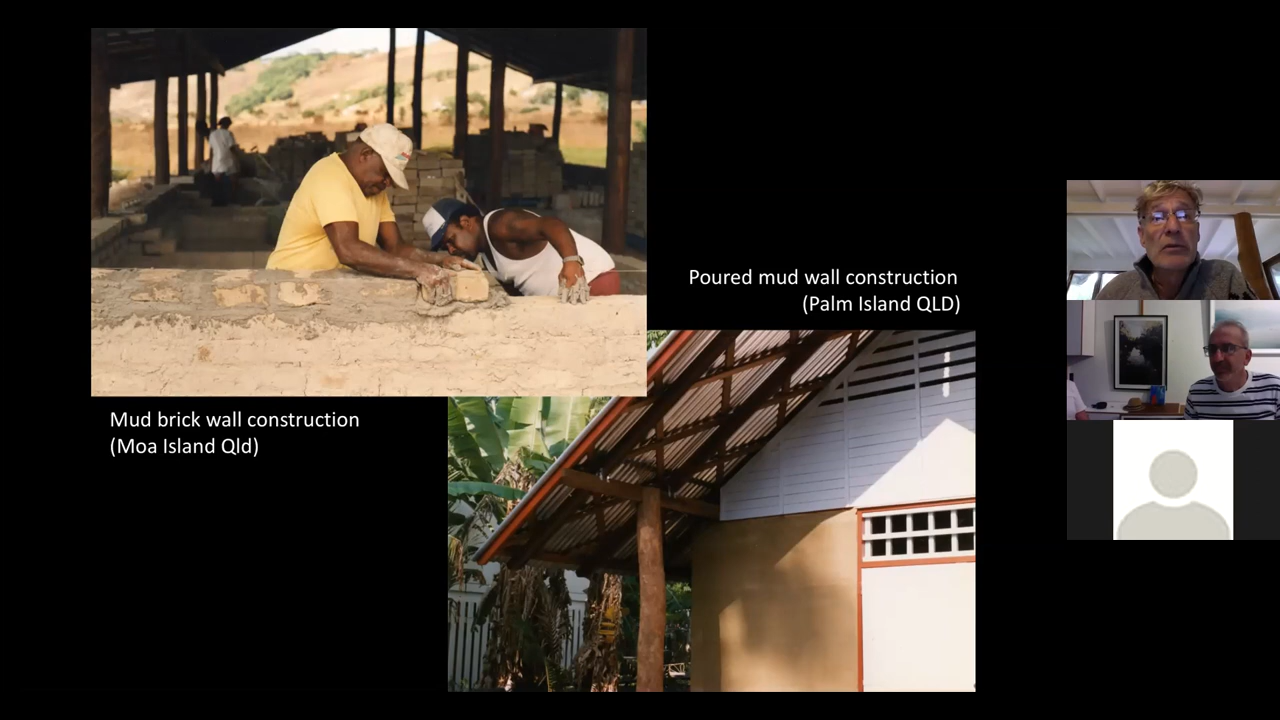 Poured mud wall construction
(Palm Island QLD)
Mud brick wall construction
(Moa Island Qld)